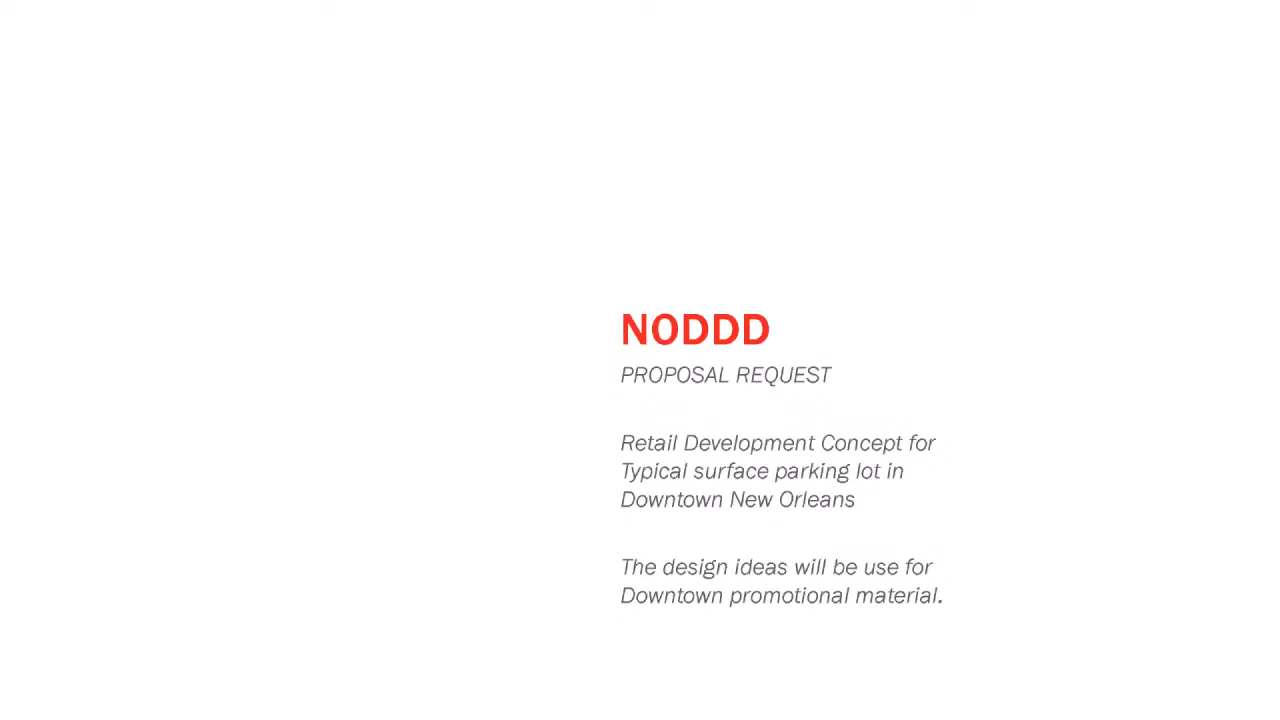 NODDD
PROPOSAL REQUEST
Retail Development Concept for
Typical surface parking lot in
Downtown New Orleans
The design ideas will be use for
Downtown promotional material.